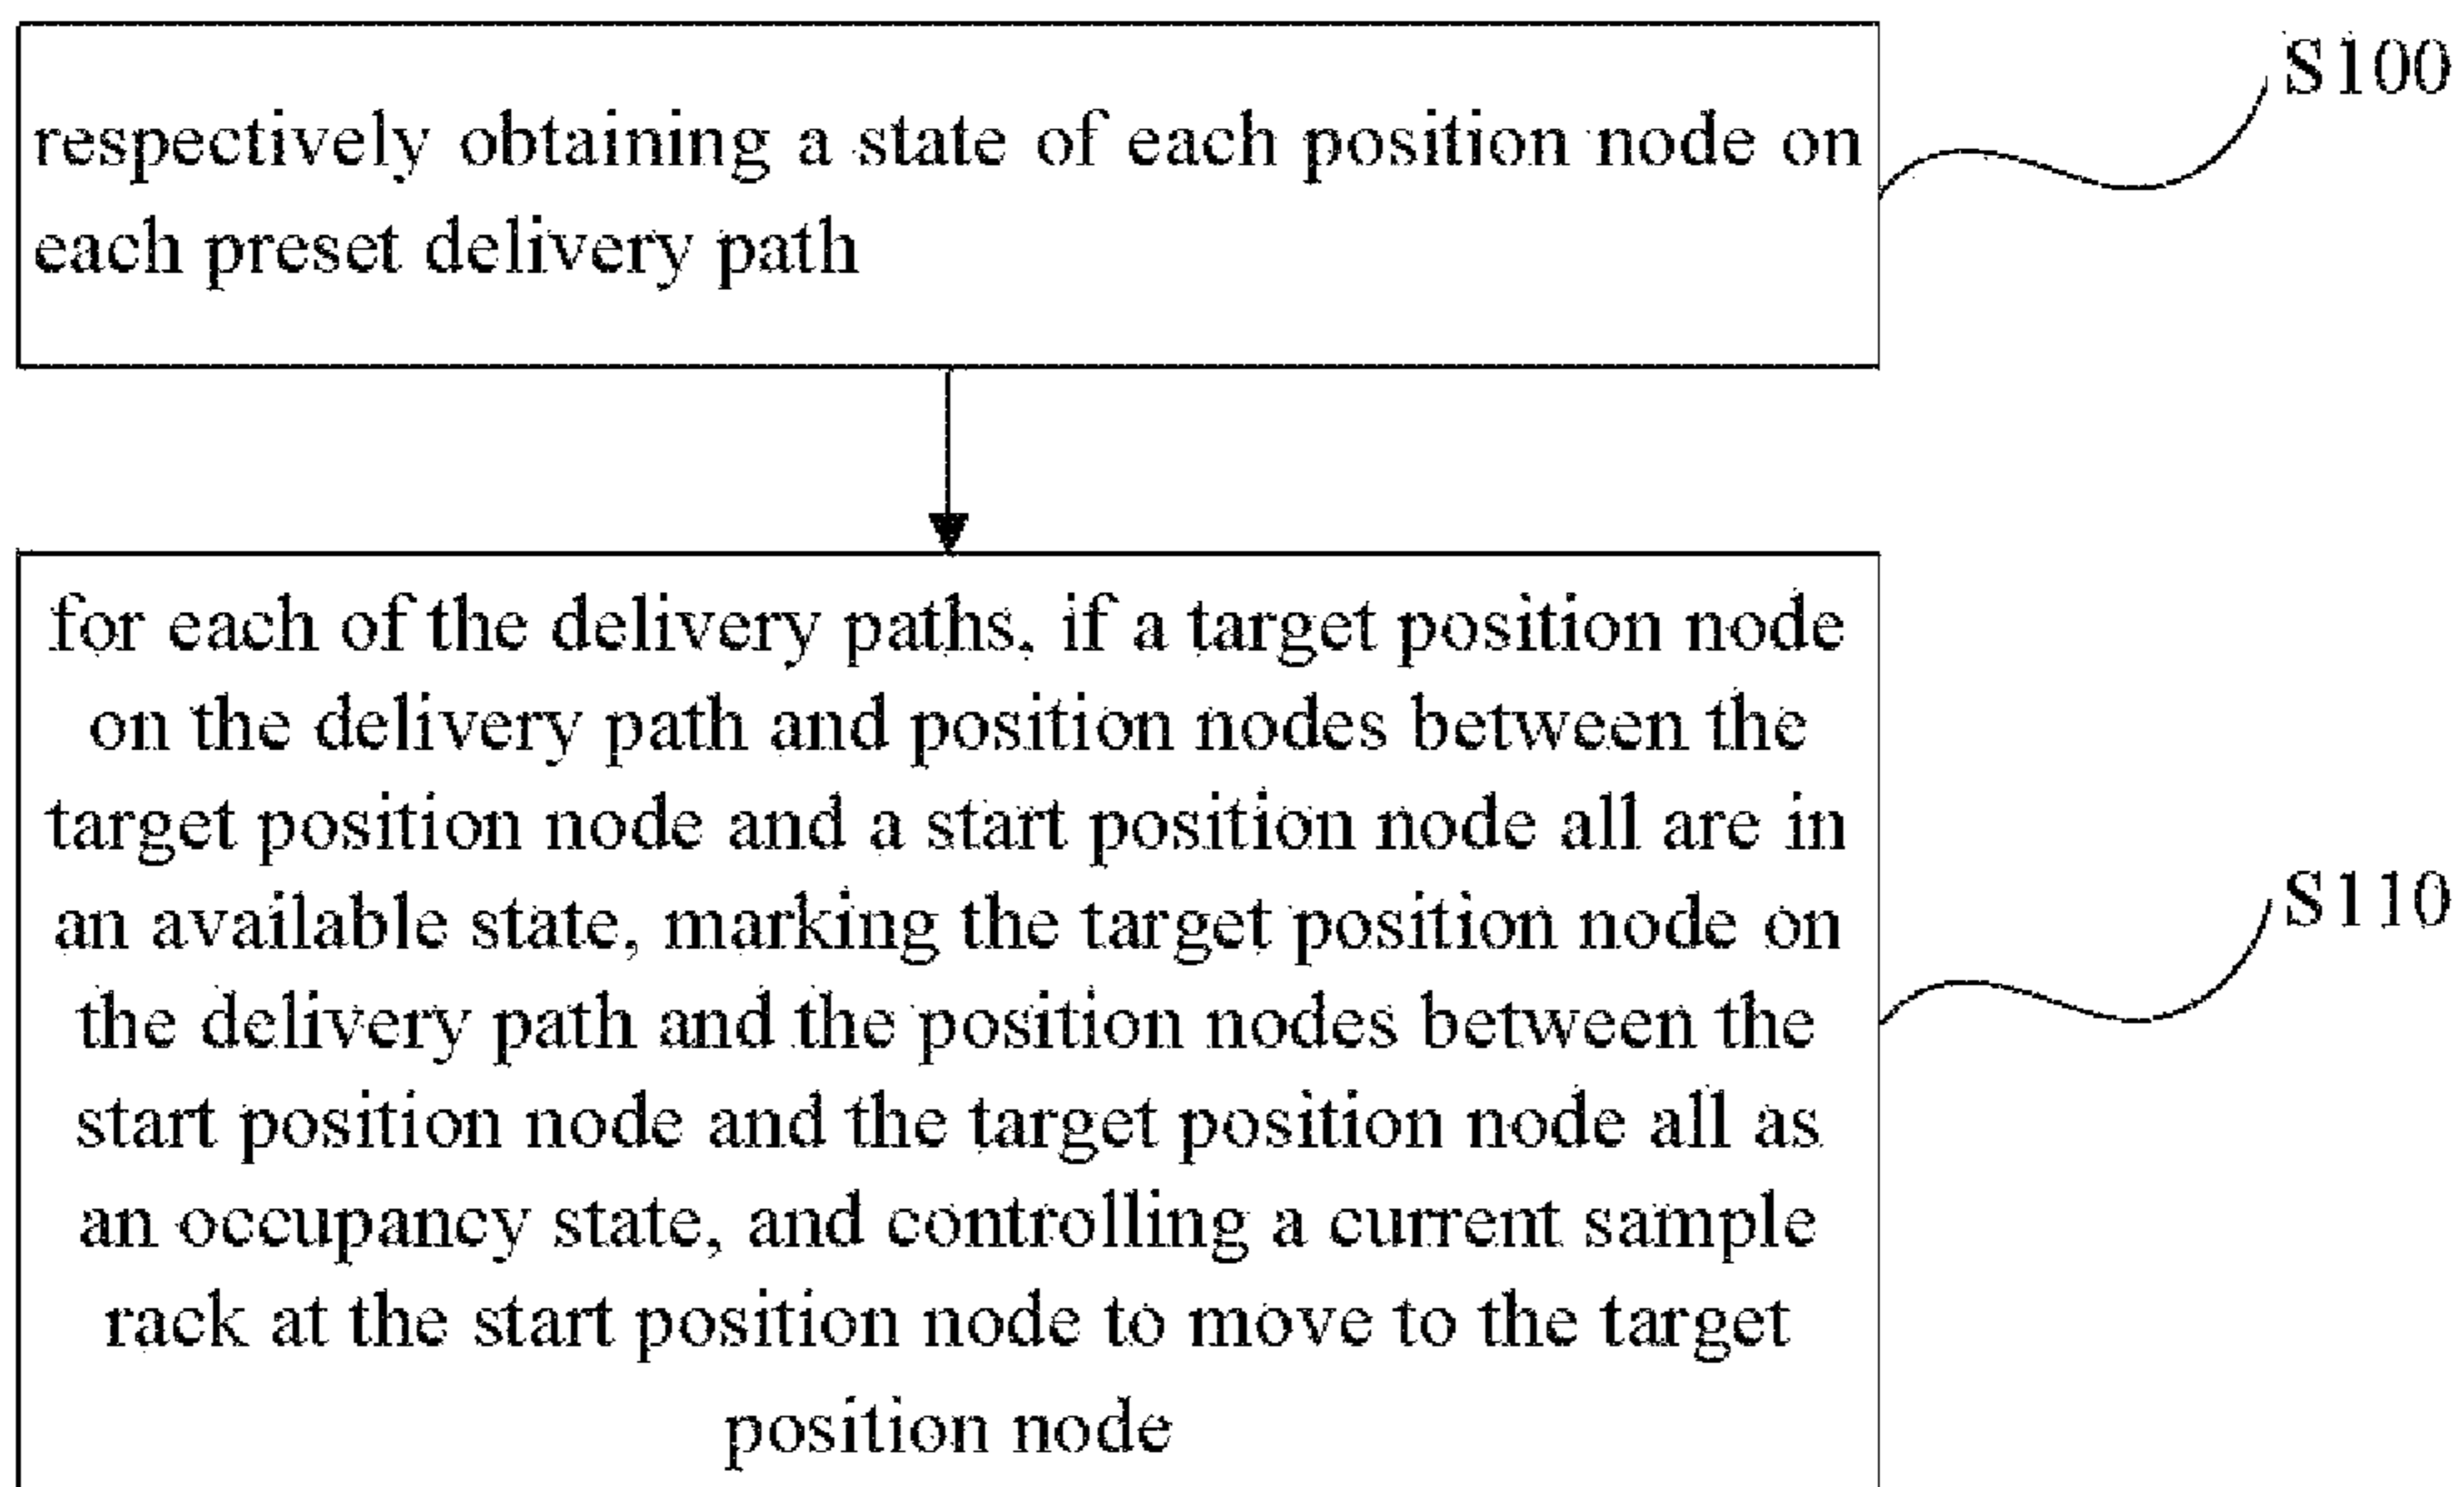 S100
respectively obtaining a state of each position node on
each preset delivery path
for each of the delivery paths, if a target position node
on the delivery path and position nodes between the
target position node and a start position node all are in
an available state, marking the target position node on
S110
the delivery path and the position nodes between the
start position node and the target position node all as
an occupancy state, and controlling a current sample
rack at the start position node to move to the target
position node